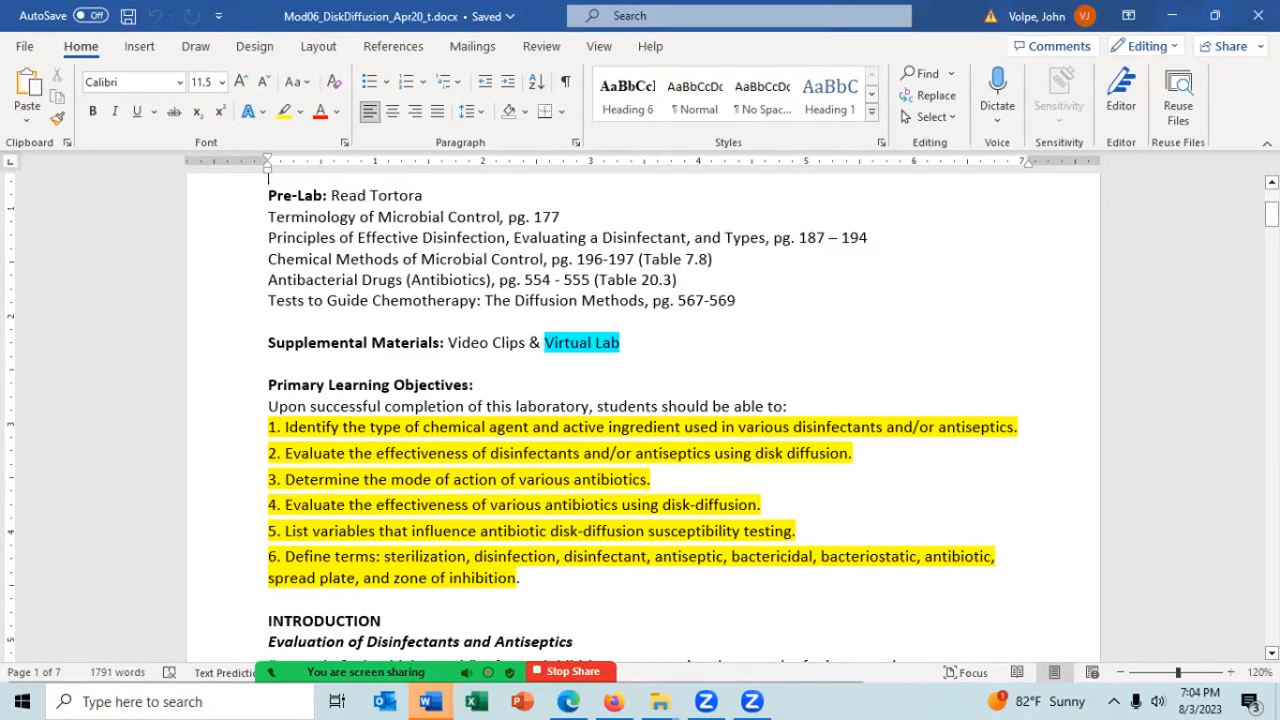 AutoSave Off Mod06_DiskDiffusion_Apr20_t.docx • Saved Search Volpe, John VJ
File Home Insert Draw Design Layout References Mailings Review View Help Comments Editing Share
Paste Calibri 11.5 Aa AaBbCcI AaBbCcDc AaBbCcDc AaBbC Find Replace Select Dictate Sensitivity Editor Reuse Files
Heading 6 ¶ Normal ¶ No Spac... Heading 1
Clipboard Font Paragraph Styles Editing Voice Sensitivity Editor Reuse Files
1 2 3 4 5 6 7
Pre-Lab: Read Tortora
Terminology of Microbial Control, pg. 177
Principles of Effective Disinfection, Evaluating a Disinfectant, and Types, pg. 187 – 194
Chemical Methods of Microbial Control, pg. 196-197 (Table 7.8)
Antibacterial Drugs (Antibiotics), pg. 554 - 555 (Table 20.3)
Tests to Guide Chemotherapy: The Diffusion Methods, pg. 567-569
Supplemental Materials: Video Clips & Virtual Lab
Primary Learning Objectives:
Upon successful completion of this laboratory, students should be able to:
1. Identify the type of chemical agent and active ingredient used in various disinfectants and/or antiseptics.
2. Evaluate the effectiveness of disinfectants and/or antiseptics using disk diffusion.
3. Determine the mode of action of various antibiotics.
4. Evaluate the effectiveness of various antibiotics using disk-diffusion.
5. List variables that influence antibiotic disk-diffusion susceptibility testing.
6. Define terms: sterilization, disinfection, disinfectant, antiseptic, bactericidal, bacteriostatic, antibiotic,
spread plate, and zone of inhibition.
INTRODUCTION
Evaluation of Disinfectants and Antiseptics
Page 1 of 7 1791 words Text Predictio You are screen sharing Stop Share Focus 120%
Type here to search 82°F Sunny 7:04 PM
8/3/2023